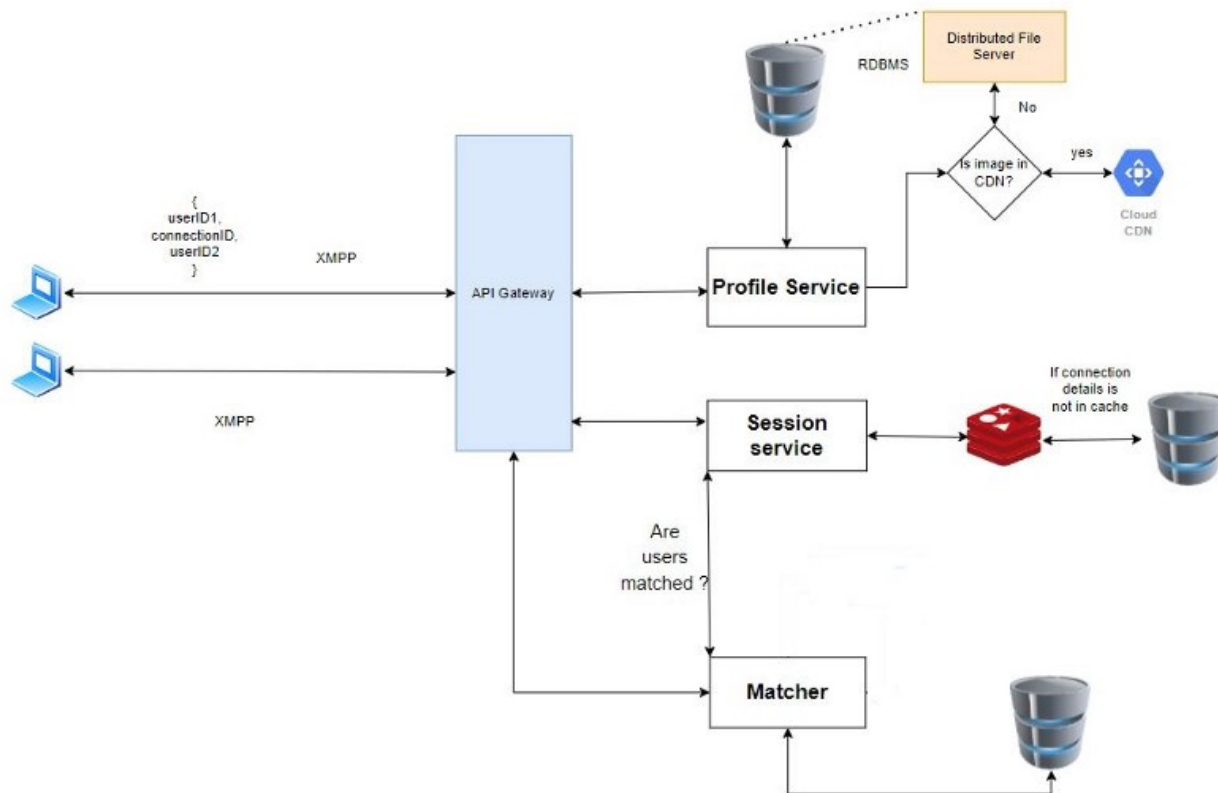 Distributed File
Server
RDBMS
No
Is image in
CDN?
yes
Cloud
CDN
{
userID1,
connectionID,
userID2
}
XMPP
API Gateway
Profile Service
XMPP
Session
service
If connection
details is
not in cache
Are
users
matched ?
Matcher